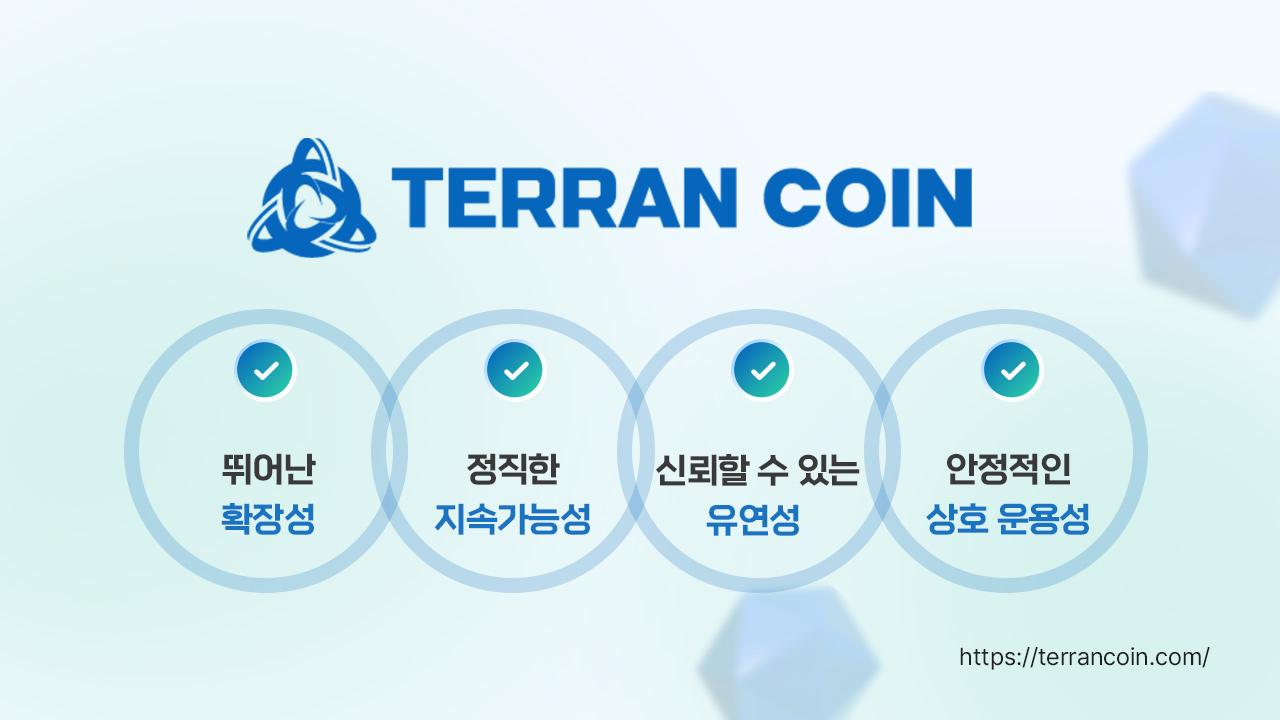 TERRAN COIN
뛰어난
확장성
정직한
지속가능성
신뢰할 수 있는
유연성
안정적인
상호 운용성
https://terrancoin.com/